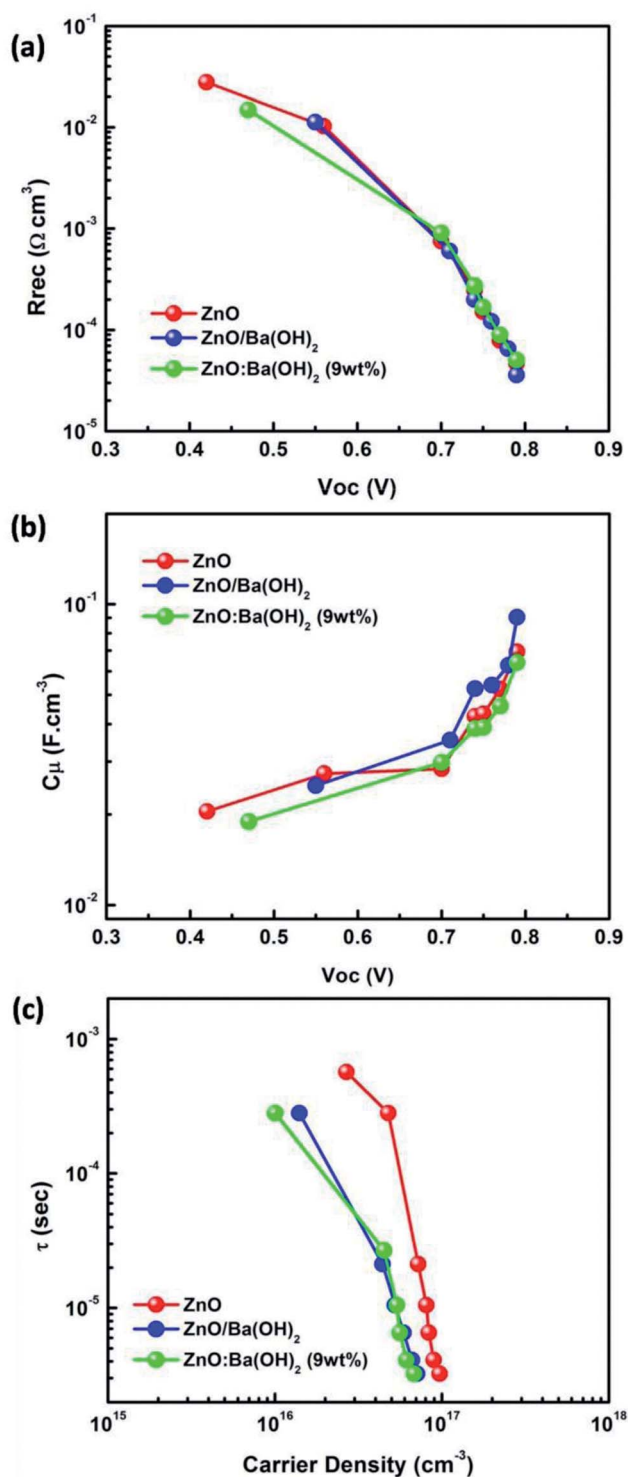 (a)
10⁻¹
10⁻²
10⁻³
10⁻⁴
10⁻⁵
Rrec (Ω cm³)
ZnO
ZnO/Ba(OH)₂
ZnO:Ba(OH)₂ (9wt%)
0.3 0.4 0.5 0.6 0.7 0.8 0.9
Voc (V)
(b)
ZnO
ZnO/Ba(OH)₂
ZnO:Ba(OH)₂ (9wt%)
10⁻¹
10⁻²
Cμ (F.cm⁻³)
0.3 0.4 0.5 0.6 0.7 0.8 0.9
Voc (V)
(c)
10⁻³
10⁻⁴
10⁻⁵
τ (sec)
ZnO
ZnO/Ba(OH)₂
ZnO:Ba(OH)₂ (9wt%)
10¹⁵ 10¹⁶ 10¹⁷ 10¹⁸
Carrier Density (cm⁻³)